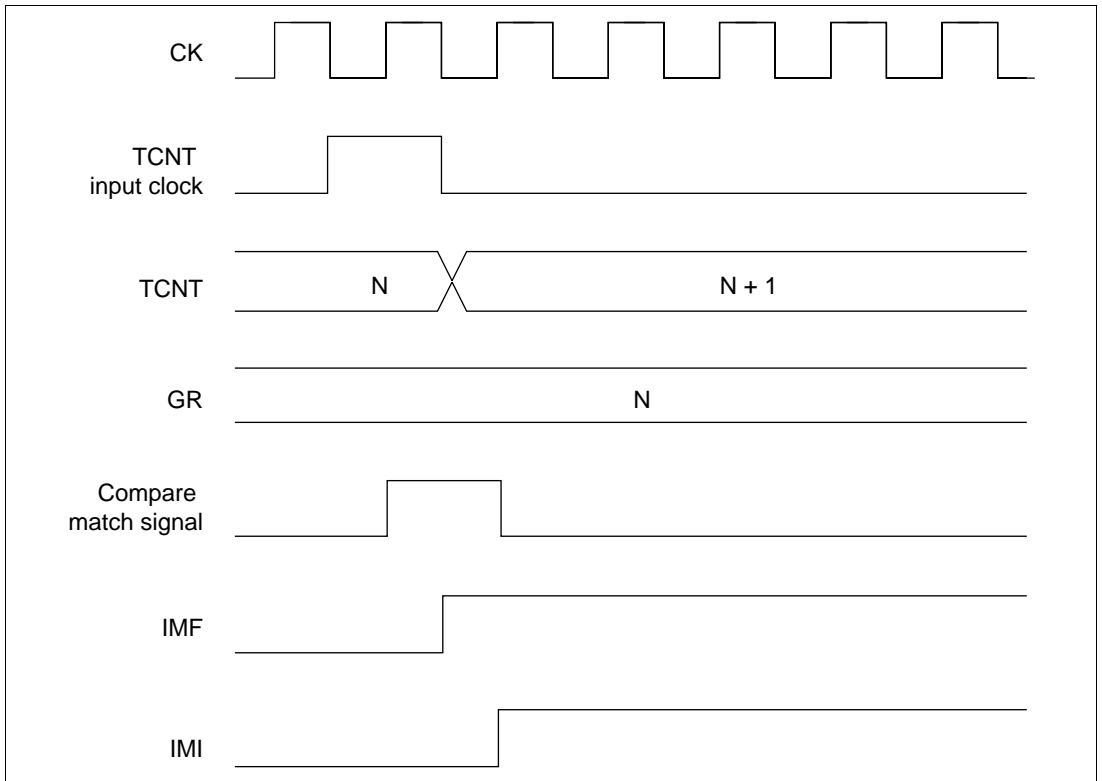 CK
TCNT
input clock
TCNT
N
N + 1
GR
N
Compare
match signal
IMF
IMI